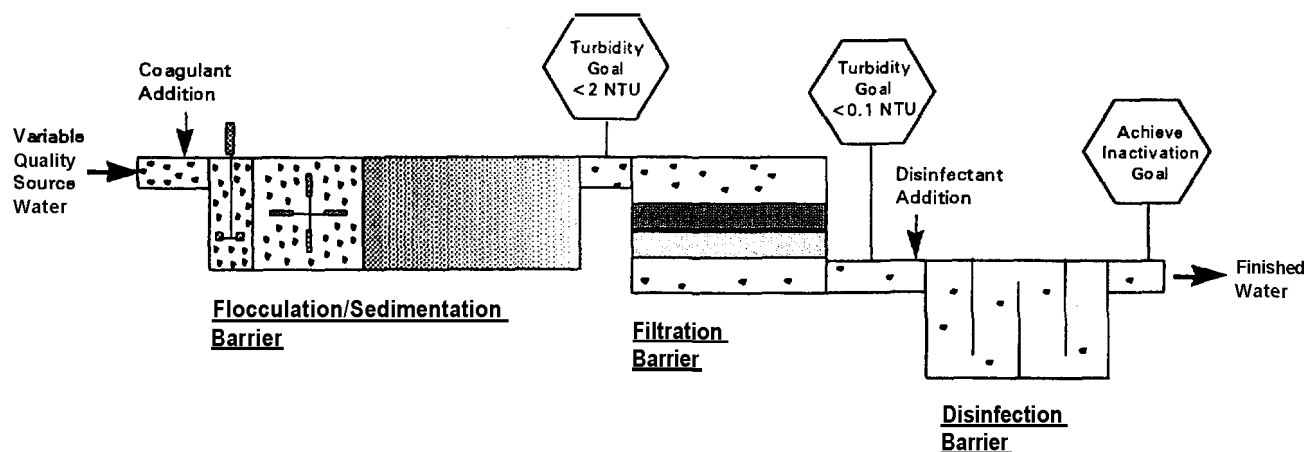 Variable
Quality
Source
Water
Coagulant
Addition
Turbidity
Goal
<2 NTU
Turbidity
Goal
<0.1 NTU
Disinfectant
Addition
Achieve
Inactivation
Goal
Finished
Water
Flocculation/Sedimentation
Barrier
Filtration
Barrier
Disinfection
Barrier